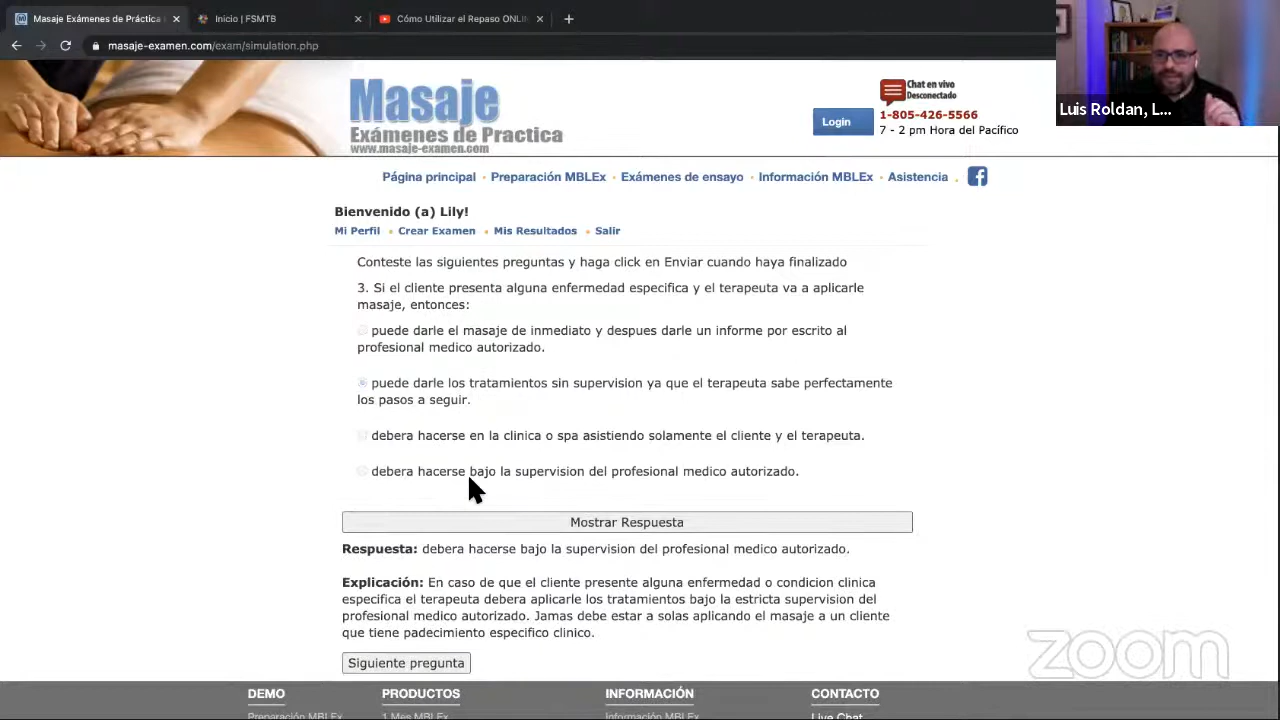 Masaje Exámenes de Práctica
Inicio | FSMTB
Cómo Utilizar el Repaso ONLI
masaje-examen.com/exam/simulation.php
Luis Roldan, L...
Masaje
Exámenes de Practica
www.masaje-examen.com
Login
Chat en vivo
Desconectado
1-805-426-5566
7 - 2 pm Hora del Pacífico
Página principal • Preparación MBLEx • Exámenes de ensayo • Información MBLEx • Asistencia .
Bienvenido (a) Lily!
Mi Perfil • Crear Examen • Mis Resultados • Salir
Conteste las siguientes preguntas y haga click en Enviar cuando haya finalizado
3. Si el cliente presenta alguna enfermedad especifica y el terapeuta va a aplicarle
masaje, entonces:
puede darle el masaje de inmediato y despues darle un informe por escrito al
profesional medico autorizado.
puede darle los tratamientos sin supervision ya que el terapeuta sabe perfectamente
los pasos a seguir.
debera hacerse en la clinica o spa asistiendo solamente el cliente y el terapeuta.
debera hacerse bajo la supervision del profesional medico autorizado.
Mostrar Respuesta
Respuesta: debera hacerse bajo la supervision del profesional medico autorizado.
Explicación: En caso de que el cliente presente alguna enfermedad o condicion clinica
especifica el terapeuta debera aplicarle los tratamientos bajo la estricta supervision del
profesional medico autorizado. Jamas debe estar a solas aplicando el masaje a un cliente
que tiene padecimiento especifico clinico.
Siguiente pregunta
zoom
DEMO PRODUCTOS INFORMACIÓN CONTACTO
Preparación MBLEx 1 Mes MBLEx Información MBLEx Live Chat